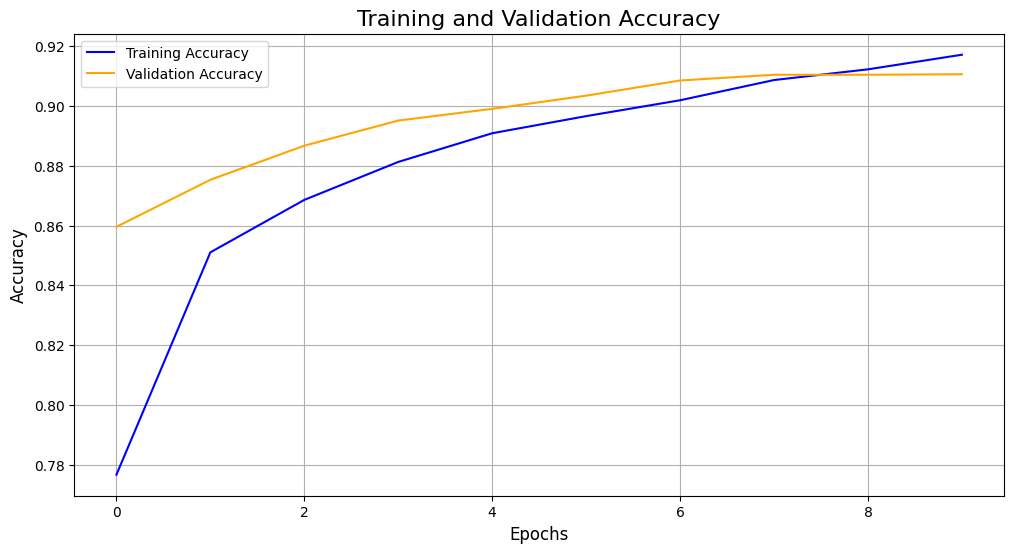 Training and Validation Accuracy
Training Accuracy
Validation Accuracy
0.92
0.90
0.88
0.86
0.84
0.82
0.80
0.78
Accuracy
0 2 4 6 8
Epochs